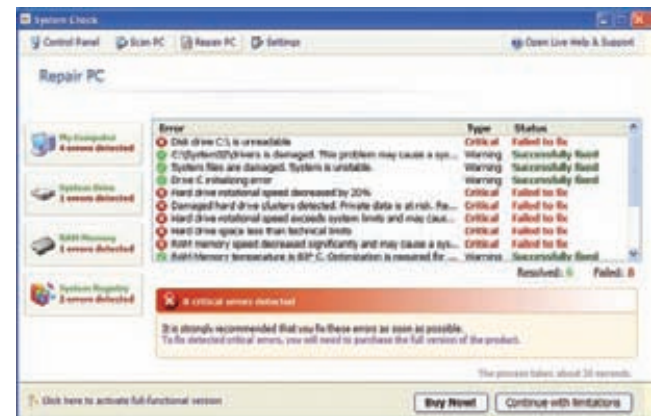 System Check
Control Panel Scan PC Repair PC Settings Open Live Help & Support
Repair PC
Error Type Status
My Computer
4 errors detected
System Drive
1 errors detected
RAM Memory
1 errors detected
System Registry
2 errors detected
Disk drive C:\ is unreadable Critical Failed to fix
C:\System32\drivers is damaged. This problem may cause a sys... Warning Successfully fixed
System files are damaged. System is unstable. Warning Successfully fixed
Drive C initializing error Warning Successfully fixed
Hard drive rotational speed decreased by 20% Critical Failed to fix
Damaged hard drive clusters detected. Private data is at risk. Re... Critical Failed to fix
Hard drive rotational speed exceeds system limits and may caus... Critical Failed to fix
Hard drive space less than technical limits Critical Failed to fix
RAM memory speed decreased significantly and may cause a sys... Critical Failed to fix
RAM Memory temperature is 83° C. Optimization is required for ... Warning Successfully fixed
Resolved: 6 Failed: 8
8 critical errors detected
It is strongly recommended that you fix these errors as soon as possible.
To fix detected critical errors, you will need to purchase the full version of the product.
The process takes about 30 seconds.
Click here to activate full-functional version Buy Now! Continue with limitations